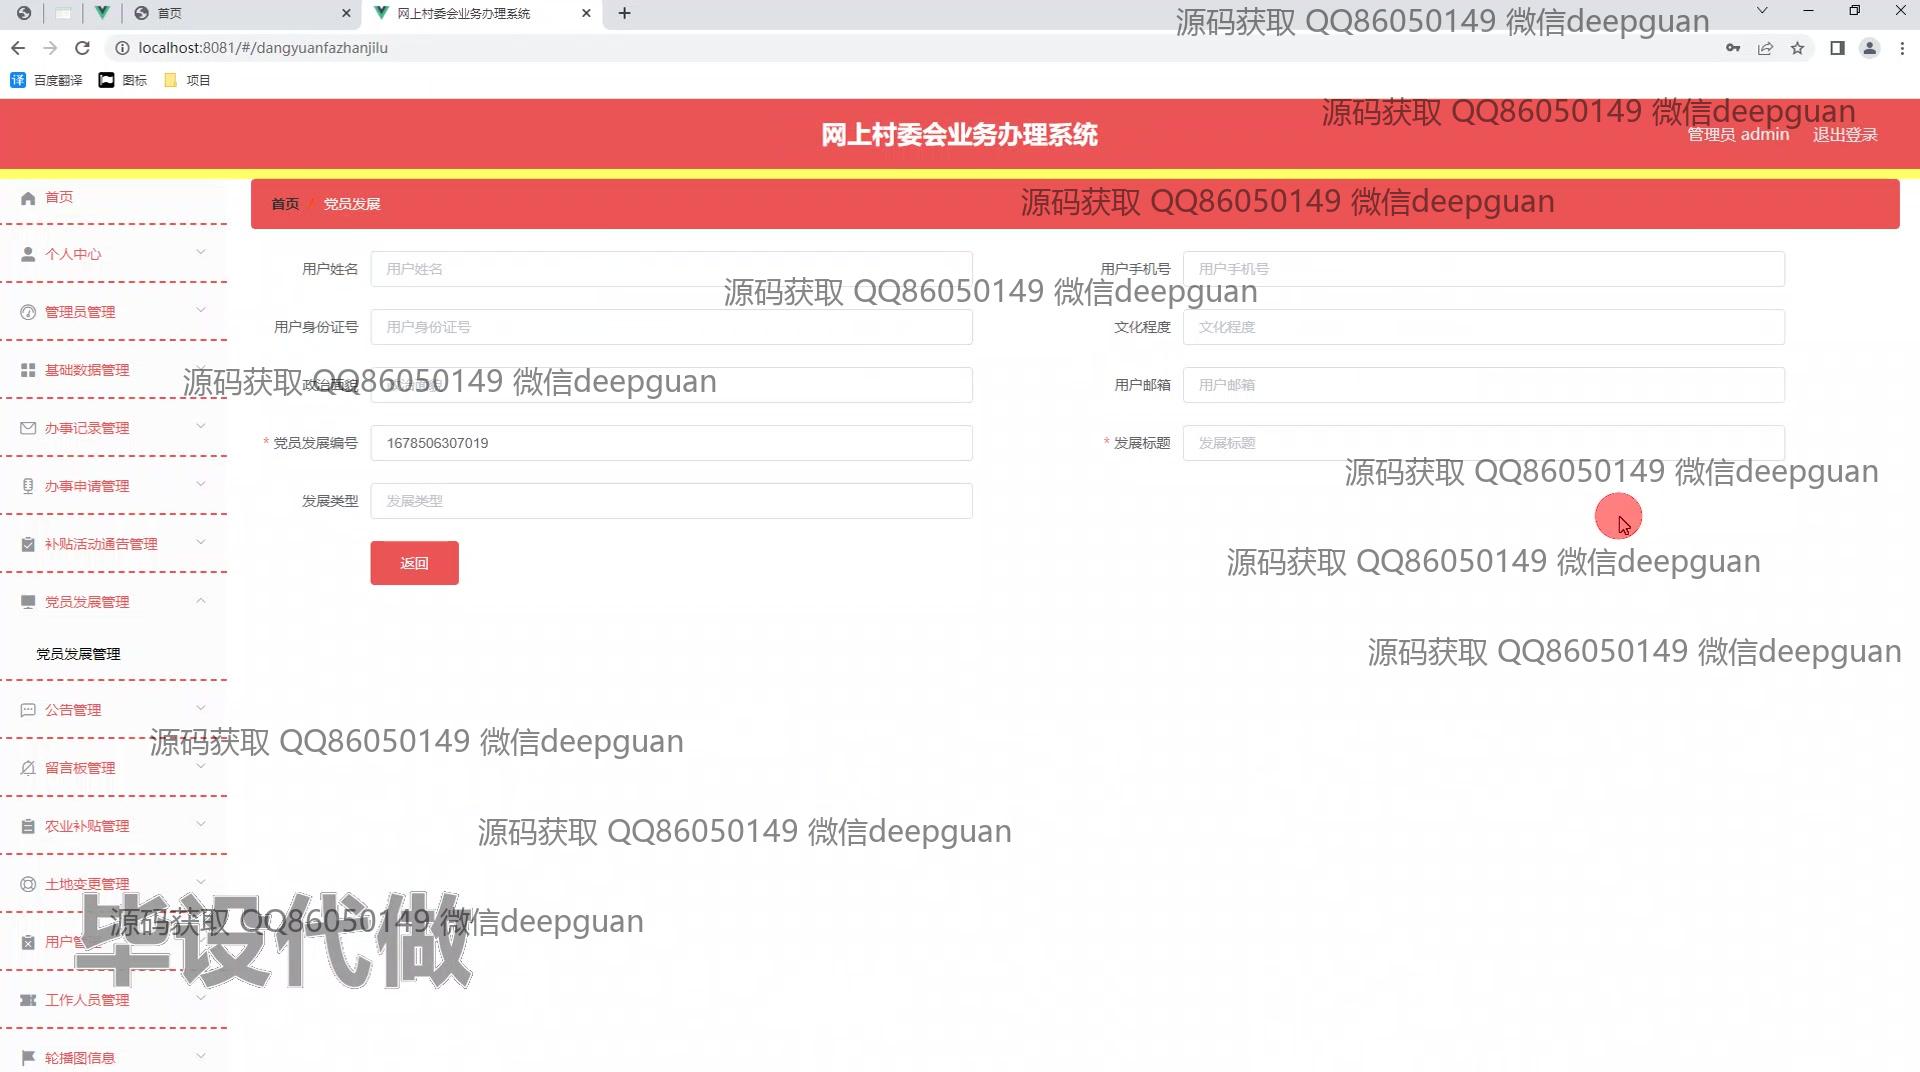 首页
网上村委会业务办理系统
localhost:8081/#/dangyuanfazhanjilu
源码获取 QQ86050149 微信deepguan
译 百度翻译 图标 项目
网上村委会业务办理系统
源码获取 QQ86050149 微信deepguan
管理员 admin 退出登录
首页 / 党员发展
源码获取 QQ86050149 微信deepguan
首页
个人中心
管理员管理
基础数据管理
办事记录管理
办事申请管理
补贴活动通告管理
党员发展管理
党员发展管理
公告管理
留言板管理
农业补贴管理
土地变更管理
用户管
工作人员管理
轮播图信息
用户姓名 用户姓名
用户手机号 用户手机号
源码获取 QQ86050149 微信deepguan
用户身份证号 用户身份证号
文化程度 文化程度
源码获取 QQ86050149 微信deepguan
政治面貌
用户邮箱 用户邮箱
* 党员发展编号 1678506307019
* 发展标题 发展标题
源码获取 QQ86050149 微信deepguan
发展类型 发展类型
返回
源码获取 QQ86050149 微信deepguan
源码获取 QQ86050149 微信deepguan
源码获取 QQ86050149 微信deepguan
源码获取 QQ86050149 微信deepguan
源码获取 QQ86050149 微信deepguan
毕设代做